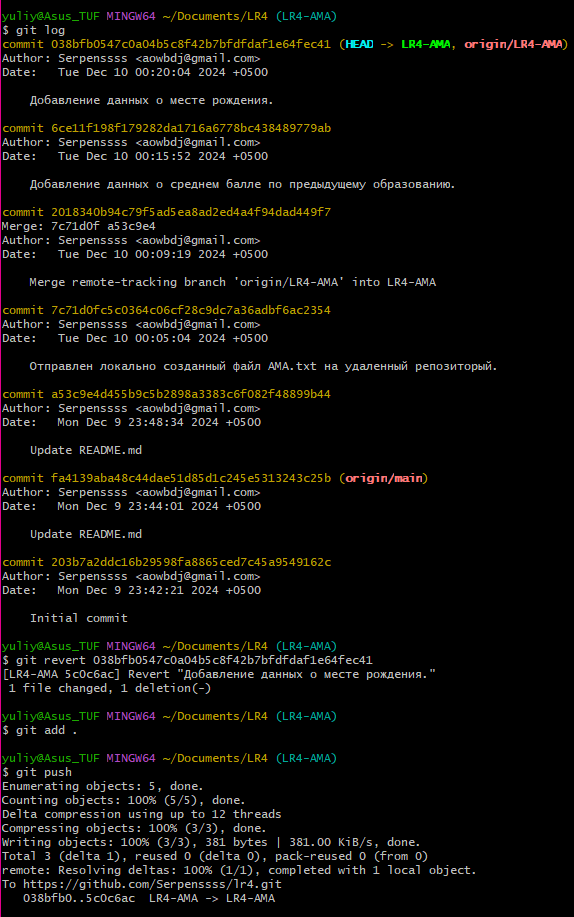 yuliy@Asus_TUF MINGW64 ~/Documents/LR4 (LR4-AMA)
$ git log
commit 038bfb0547c0a04b5c8f42b7bfdfdaf1e64fec41 (HEAD -> LR4-AMA, origin/LR4-AMA)
Author: Serpenssss <aowbdj@gmail.com>
Date:   Tue Dec 10 00:20:04 2024 +0500
    Добавление данных о месте рождения.
commit 6ce11f198f179282da1716a6778bc438489779ab
Author: Serpenssss <aowbdj@gmail.com>
Date:   Tue Dec 10 00:15:52 2024 +0500
    Добавление данных о среднем балле по предыдущему образованию.
commit 2018340b94c79f5ad5ea8ad2ed4a4f94dad449f7
Merge: 7c71d0f a53c9e4
Author: Serpenssss <aowbdj@gmail.com>
Date:   Tue Dec 10 00:09:19 2024 +0500
    Merge remote-tracking branch 'origin/LR4-AMA' into LR4-AMA
commit 7c71d0fc5c0364c06cf28c9dc7a36adbf6ac2354
Author: Serpenssss <aowbdj@gmail.com>
Date:   Tue Dec 10 00:05:04 2024 +0500
    Отправлен локально созданный файл AMA.txt на удаленный репозиторый.
commit a53c9e4d455b9c5b2898a3383c6f082f48899b44
Author: Serpenssss <aowbdj@gmail.com>
Date:   Mon Dec 9 23:48:34 2024 +0500
    Update README.md
commit fa4139aba48c44dae51d85d1c245e5313243c25b (origin/main)
Author: Serpenssss <aowbdj@gmail.com>
Date:   Mon Dec 9 23:44:01 2024 +0500
    Update README.md
commit 203b7a2ddc16b29598fa8865ced7c45a9549162c
Author: Serpenssss <aowbdj@gmail.com>
Date:   Mon Dec 9 23:42:21 2024 +0500
    Initial commit
yuliy@Asus_TUF MINGW64 ~/Documents/LR4 (LR4-AMA)
$ git revert 038bfb0547c0a04b5c8f42b7bfdfdaf1e64fec41
[LR4-AMA 5c0c6ac] Revert "Добавление данных о месте рождения."
 1 file changed, 1 deletion(-)
yuliy@Asus_TUF MINGW64 ~/Documents/LR4 (LR4-AMA)
$ git add .
yuliy@Asus_TUF MINGW64 ~/Documents/LR4 (LR4-AMA)
$ git push
Enumerating objects: 5, done.
Counting objects: 100% (5/5), done.
Delta compression using up to 12 threads
Compressing objects: 100% (3/3), done.
Writing objects: 100% (3/3), 381 bytes | 381.00 KiB/s, done.
Total 3 (delta 1), reused 0 (delta 0), pack-reused 0 (from 0)
remote: Resolving deltas: 100% (1/1), completed with 1 local object.
To https://github.com/Serpenssss/lr4.git
   038bfb0..5c0c6ac  LR4-AMA -> LR4-AMA